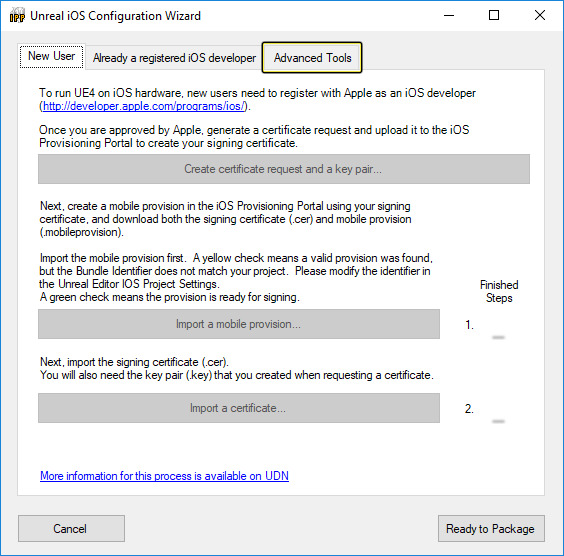 iPP Unreal iOS Configuration Wizard
New User Already a registered iOS developer Advanced Tools
To run UE4 on iOS hardware, new users need to register with Apple as an iOS developer
(http://developer.apple.com/programs/ios/).
Once you are approved by Apple, generate a certificate request and upload it to the iOS
Provisioning Portal to create your signing certificate.
Create certificate request and a key pair...
Next, create a mobile provision in the iOS Provisioning Portal using your signing
certificate, and download both the signing certificate (.cer) and mobile provision
(.mobileprovision).
Import the mobile provision first. A yellow check means a valid provision was found,
but the Bundle Identifier does not match your project. Please modify the identifier in
the Unreal Editor IOS Project Settings.
A green check means the provision is ready for signing.
Finished
Steps
Import a mobile provision...
1.
Next, import the signing certificate (.cer).
You will also need the key pair (.key) that you created when requesting a certificate.
Import a certificate...
2.
More information for this process is available on UDN
Cancel
Ready to Package